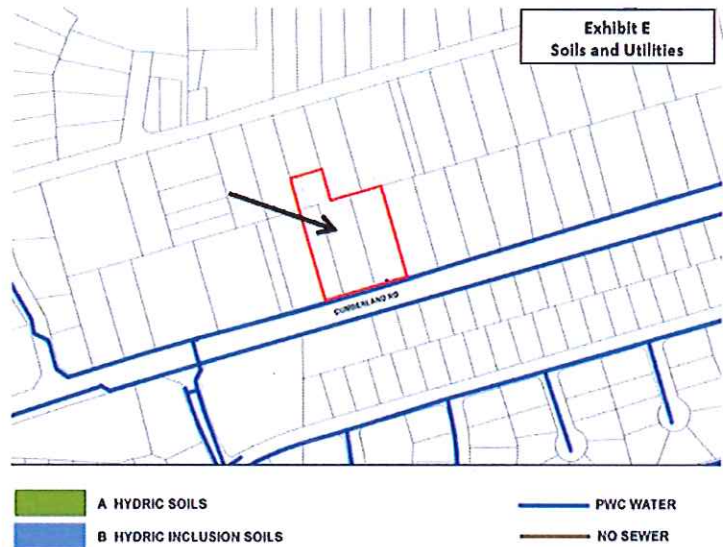 Exhibit E
Soils and Utilities
CUMBERLAND RD
A HYDRIC SOILS
PWC WATER
B HYDRIC INCLUSION SOILS
NO SEWER